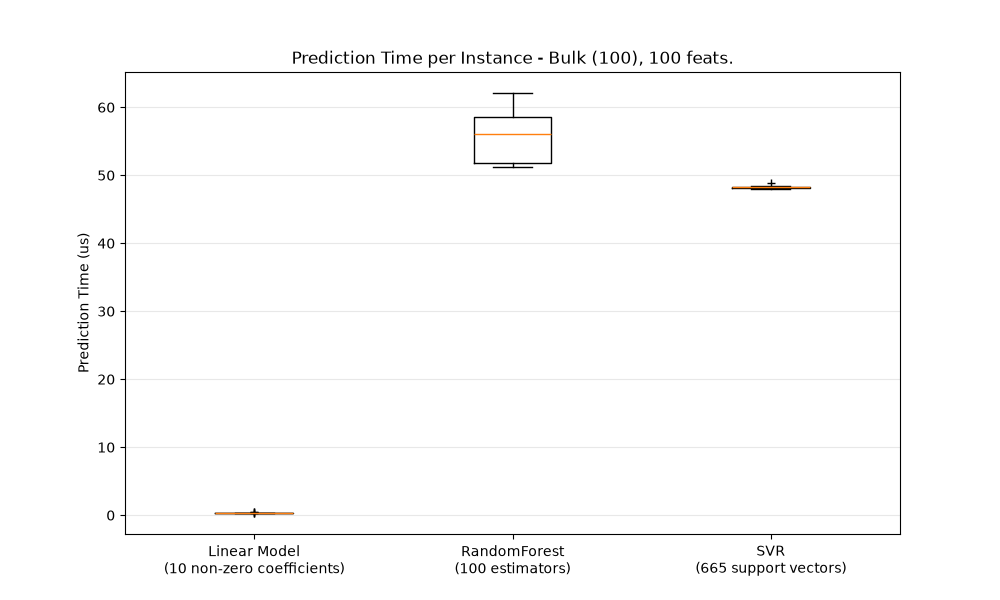 Prediction Time per Instance - Bulk (100), 100 feats.
Prediction Time (us)
60
50
40
30
20
10
0
Linear Model
(10 non-zero coefficients)
RandomForest
(100 estimators)
SVR
(665 support vectors)